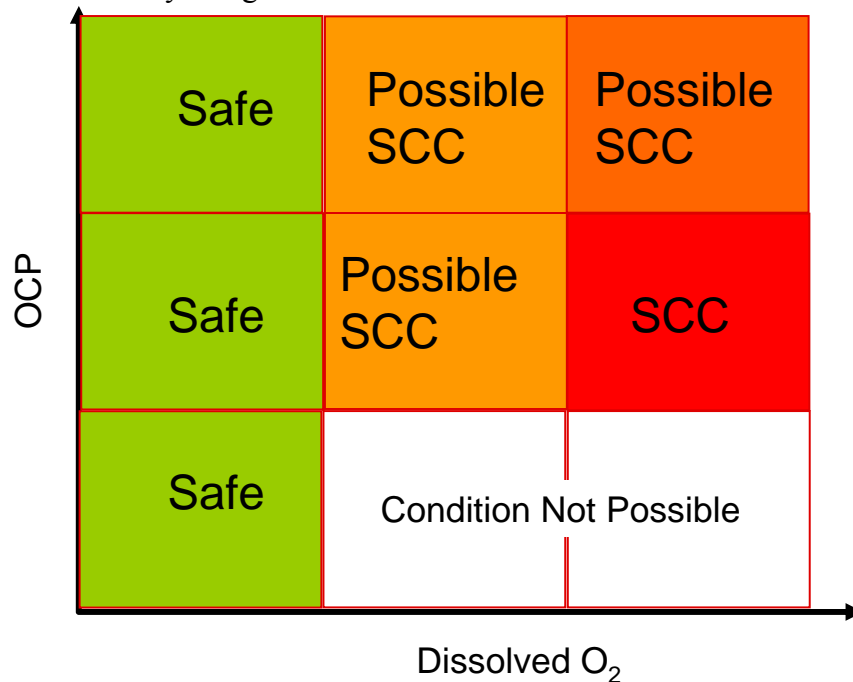 Safe
Possible
SCC
Possible
SCC
OCP
Safe
Possible
SCC
SCC
Safe
Condition Not Possible
Dissolved O₂